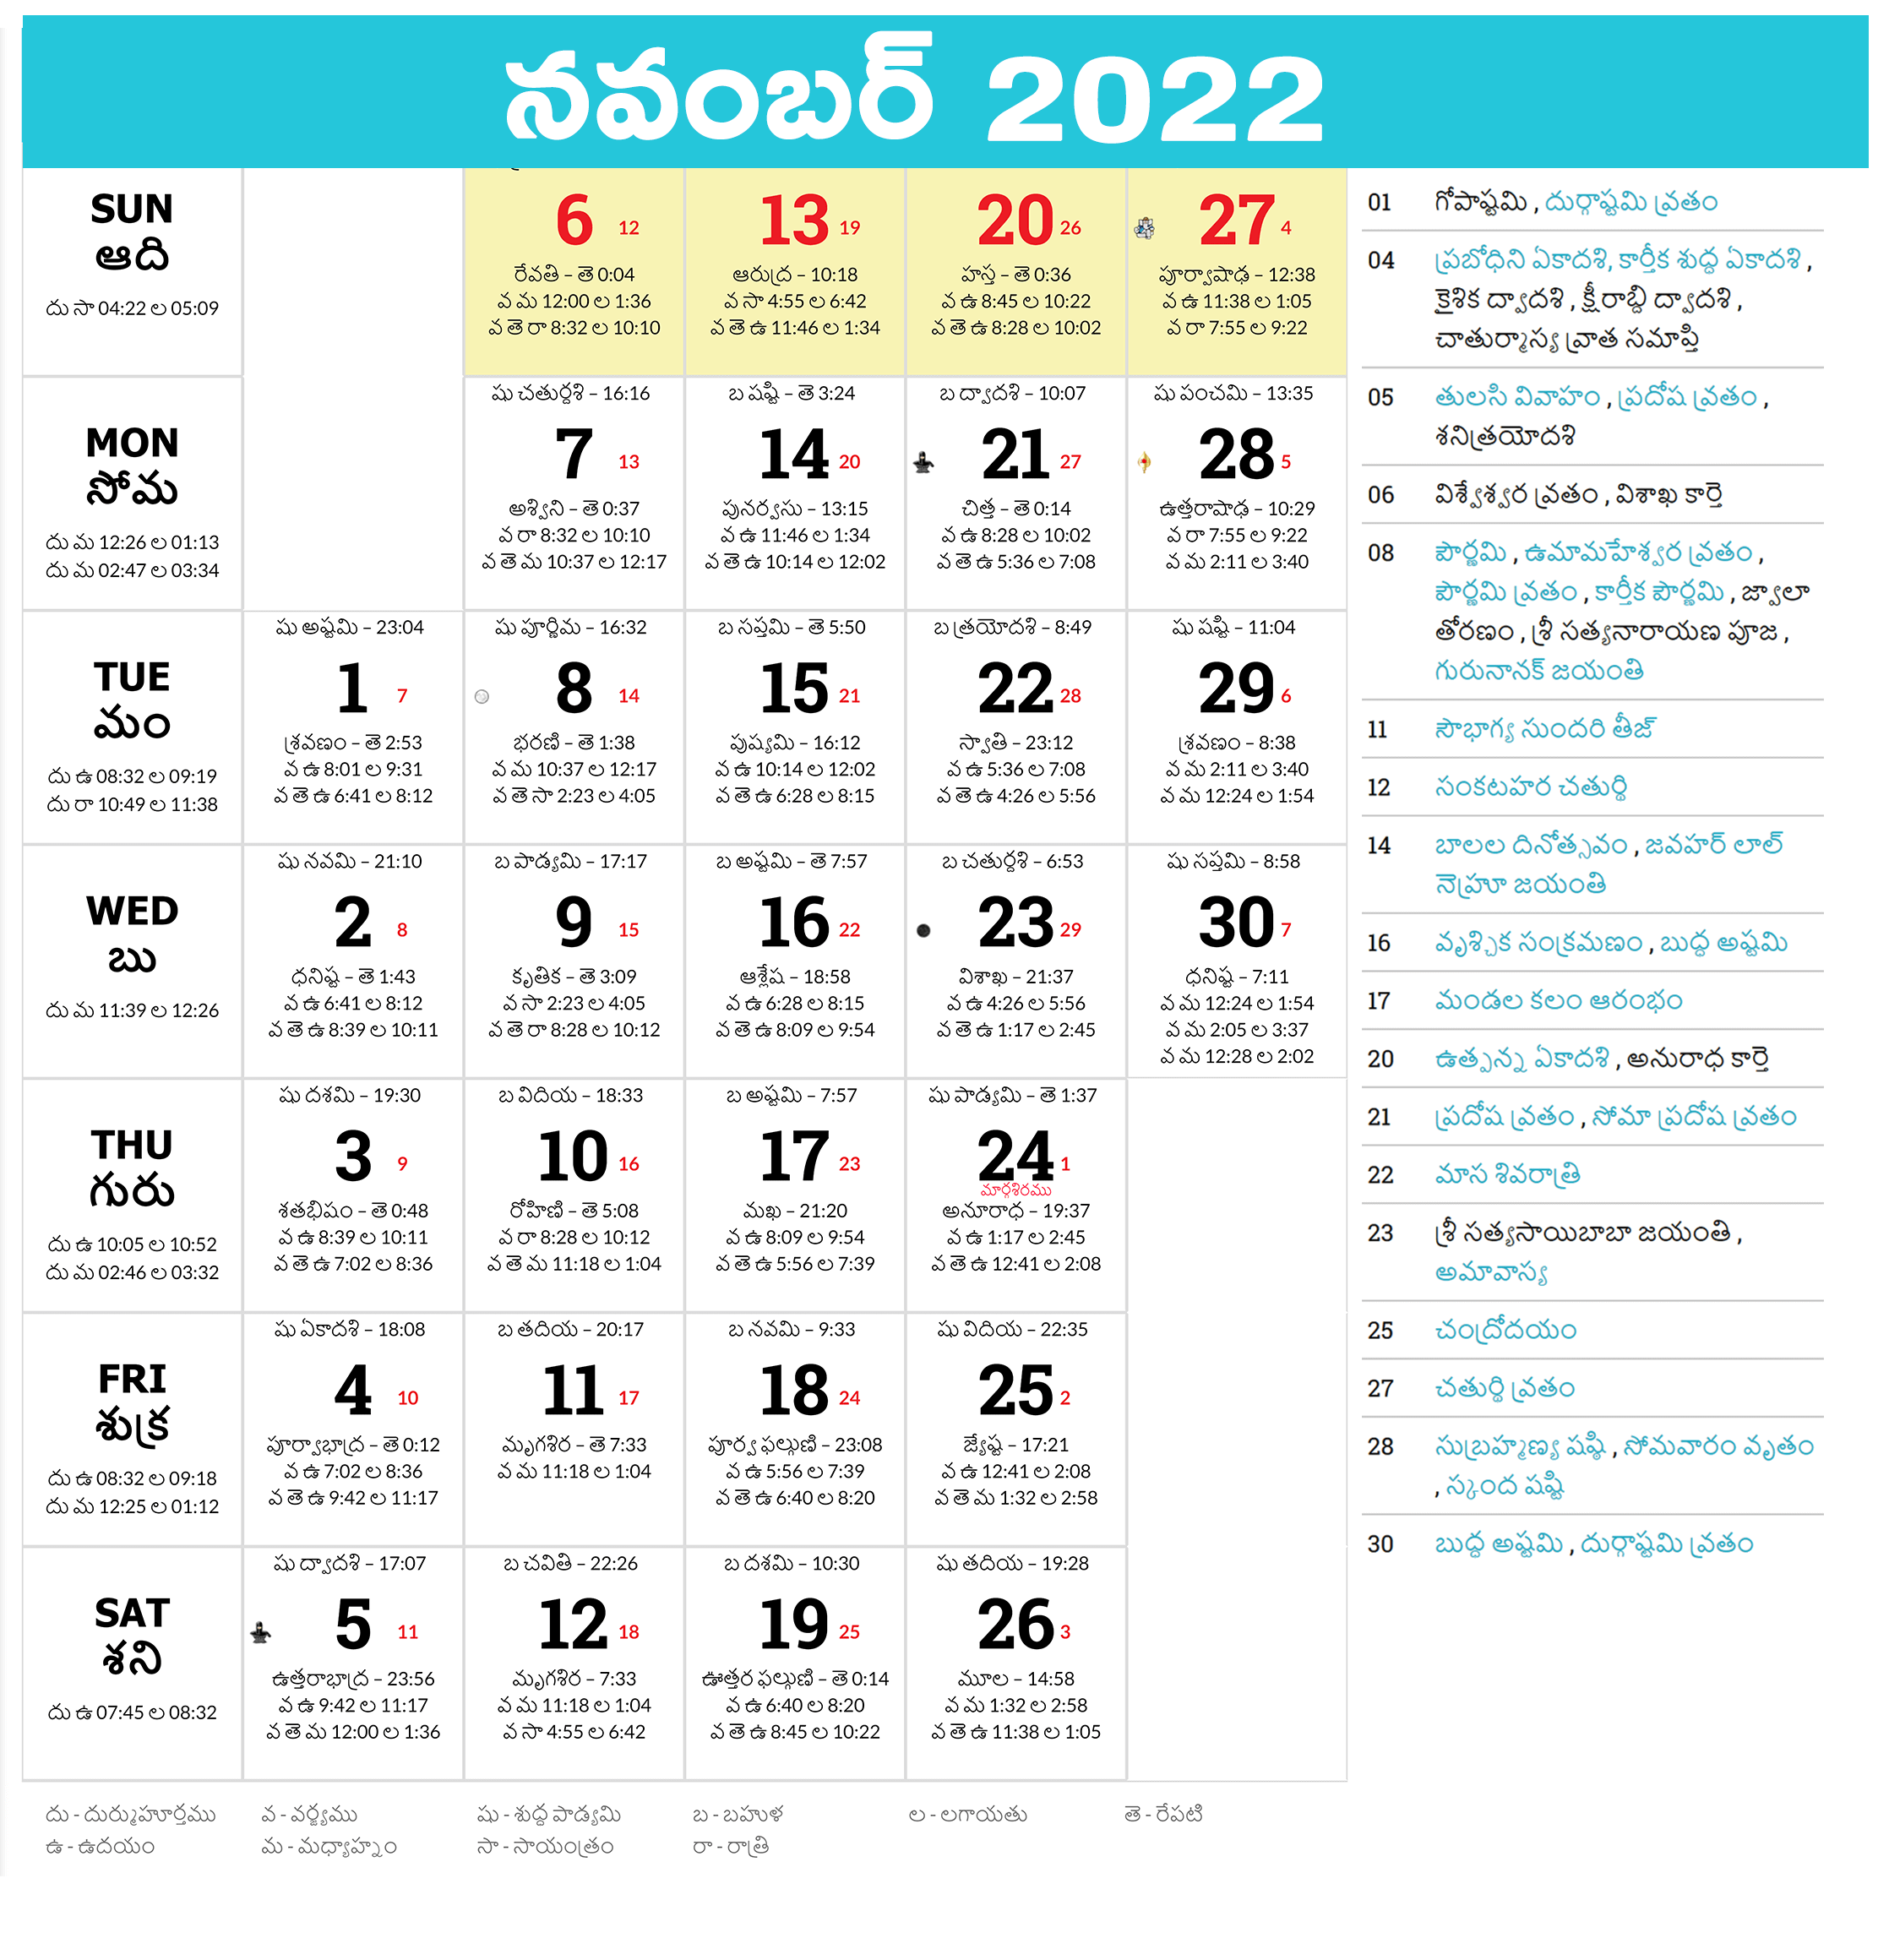 నవంబర్ 2022
SUN
ఆది
దు సా 04:22 ల 05:09
6 12
రేవతి – తె 0:04
వ మ 12:00 ల 1:36
వ తె రా 8:32 ల 10:10
13 19
ఆరుద్ర – 10:18
వ సా 4:55 ల 6:42
వ తె ఉ 11:46 ల 1:34
20 26
హస్త – తె 0:36
వ ఉ 8:45 ల 10:22
వ తె ఉ 8:28 ల 10:02
27 4
పూర్వాషాఢ – 12:38
వ ఉ 11:38 ల 1:05
వ రా 7:55 ల 9:22
MON
సోమ
దు మ 12:26 ల 01:13
దు మ 02:47 ల 03:34
షు చతుర్దశి – 16:16
7 13
అశ్విని – తె 0:37
వ రా 8:32 ల 10:10
వ తె మ 10:37 ల 12:17
బ షష్టి – తె 3:24
14 20
పునర్వసు – 13:15
వ ఉ 11:46 ల 1:34
వ తె ఉ 10:14 ల 12:02
బ ద్వాదశి – 10:07
21 27
చిత్త – తె 0:14
వ ఉ 8:28 ల 10:02
వ తె ఉ 5:36 ల 7:08
షు పంచమి – 13:35
28 5
ఉత్తరాషాఢ – 10:29
వ రా 7:55 ల 9:22
వ మ 2:11 ల 3:40
TUE
మం
దు ఉ 08:32 ల 09:19
దు రా 10:49 ల 11:38
షు అష్టమి – 23:04
1 7
శ్రవణం – తె 2:53
వ ఉ 8:01 ల 9:31
వ తె ఉ 6:41 ల 8:12
షు పూర్ణిమ – 16:32
8 14
భరణి – తె 1:38
వ మ 10:37 ల 12:17
వ తె సా 2:23 ల 4:05
బ సప్తమి – తె 5:50
15 21
పుష్యమి – 16:12
వ ఉ 10:14 ల 12:02
వ తె ఉ 6:28 ల 8:15
బ త్రయోదశి – 8:49
22 28
స్వాతి – 23:12
వ ఉ 5:36 ల 7:08
వ తె ఉ 4:26 ల 5:56
షు షష్టి – 11:04
29 6
శ్రవణం – 8:38
వ మ 2:11 ల 3:40
వ మ 12:24 ల 1:54
WED
బు
దు మ 11:39 ల 12:26
షు నవమి – 21:10
2 8
ధనిష్ట – తె 1:43
వ ఉ 6:41 ల 8:12
వ తె ఉ 8:39 ల 10:11
బ పాడ్యమి – 17:17
9 15
కృతిక – తె 3:09
వ సా 2:23 ల 4:05
వ తె రా 8:28 ల 10:12
బ అష్టమి – తె 7:57
16 22
ఆశ్లేష – 18:58
వ ఉ 6:28 ల 8:15
వ తె ఉ 8:09 ల 9:54
బ చతుర్దశి – 6:53
23 29
విశాఖ – 21:37
వ ఉ 4:26 ల 5:56
వ తె ఉ 1:17 ల 2:45
షు సప్తమి – 8:58
30 7
ధనిష్ట – 7:11
వ మ 12:24 ల 1:54
వ మ 2:05 ల 3:37
వ మ 12:28 ల 2:02
THU
గురు
దు ఉ 10:05 ల 10:52
దు మ 02:46 ల 03:32
షు దశమి – 19:30
3 9
శతభిషం – తె 0:48
వ ఉ 8:39 ల 10:11
వ తె ఉ 7:02 ల 8:36
బ విదియ – 18:33
10 16
రోహిణి – తె 5:08
వ రా 8:28 ల 10:12
వ తె మ 11:18 ల 1:04
బ అష్టమి – 7:57
17 23
మఖ – 21:20
వ ఉ 8:09 ల 9:54
వ తె ఉ 5:56 ల 7:39
షు పాడ్యమి – తె 1:37
24 1
మార్గశిరము
అనూరాధ – 19:37
వ ఉ 1:17 ల 2:45
వ తె ఉ 12:41 ల 2:08
FRI
శుక్ర
దు ఉ 08:32 ల 09:18
దు మ 12:25 ల 01:12
షు ఏకాదశి – 18:08
4 10
పూర్వాభాద్ర – తె 0:12
వ ఉ 7:02 ల 8:36
వ తె ఉ 9:42 ల 11:17
బ తదియ – 20:17
11 17
మృగశిర – తె 7:33
వ మ 11:18 ల 1:04
బ నవమి – 9:33
18 24
పూర్వ ఫల్గుణి – 23:08
వ ఉ 5:56 ల 7:39
వ తె ఉ 6:40 ల 8:20
షు విదియ – 22:35
25 2
జ్యేష్ట – 17:21
వ ఉ 12:41 ల 2:08
వ తె మ 1:32 ల 2:58
SAT
శని
దు ఉ 07:45 ల 08:32
షు ద్వాదశి – 17:07
5 11
ఉత్తరాభాద్ర – 23:56
వ ఉ 9:42 ల 11:17
వ తె మ 12:00 ల 1:36
బ చవితి – 22:26
12 18
మృగశిర – 7:33
వ మ 11:18 ల 1:04
వ సా 4:55 ల 6:42
బ దశమి – 10:30
19 25
ఊత్తర ఫల్గుణి – తె 0:14
వ ఉ 6:40 ల 8:20
వ తె ఉ 8:45 ల 10:22
షు తదియ – 19:28
26 3
మూల – 14:58
వ మ 1:32 ల 2:58
వ తె ఉ 11:38 ల 1:05
01 గోపాష్టమి , దుర్గాష్టమి వ్రతం
04 ప్రబోధిని ఏకాదశి, కార్తీక శుద్ధ ఏకాదశి ,
కైశిక ద్వాదశి , క్షీరాబ్ది ద్వాదశి ,
చాతుర్మాస్య వ్రాత సమాప్తి
05 తులసి వివాహం , ప్రదోష వ్రతం ,
శనిత్రయోదశి
06 విశ్వేశ్వర వ్రతం , విశాఖ కార్తె
08 పౌర్ణమి , ఉమామహేశ్వర వ్రతం ,
పౌర్ణమి వ్రతం , కార్తీక పౌర్ణమి , జ్వాలా
తోరణం , శ్రీ సత్యనారాయణ పూజ ,
గురునానక్ జయంతి
11 సౌభాగ్య సుందరి తీజ్
12 సంకటహర చతుర్థి
14 బాలల దినోత్సవం , జవహర్ లాల్
నెహ్రూ జయంతి
16 వృశ్చిక సంక్రమణం , బుద్ధ అష్టమి
17 మండల కలం ఆరంభం
20 ఉత్పన్న ఏకాదశి , అనురాధ కార్తె
21 ప్రదోష వ్రతం , సోమా ప్రదోష వ్రతం
22 మాస శివరాత్రి
23 శ్రీ సత్యసాయిబాబా జయంతి ,
అమావాస్య
25 చంద్రోదయం
27 చతుర్థి వ్రతం
28 సుబ్రహ్మణ్య షష్ఠి , సోమవారం వృతం
, స్కంద షష్టి
30 బుద్ధ అష్టమి , దుర్గాష్టమి వ్రతం
దు - దుర్ముహూర్తము వ - వర్జ్యము షు - శుద్ధ పాడ్యమి బ - బహుళ ల - లగాయతు తె - రేపటి
ఉ - ఉదయం మ - మధ్యాహ్నం సా - సాయంత్రం రా - రాత్రి